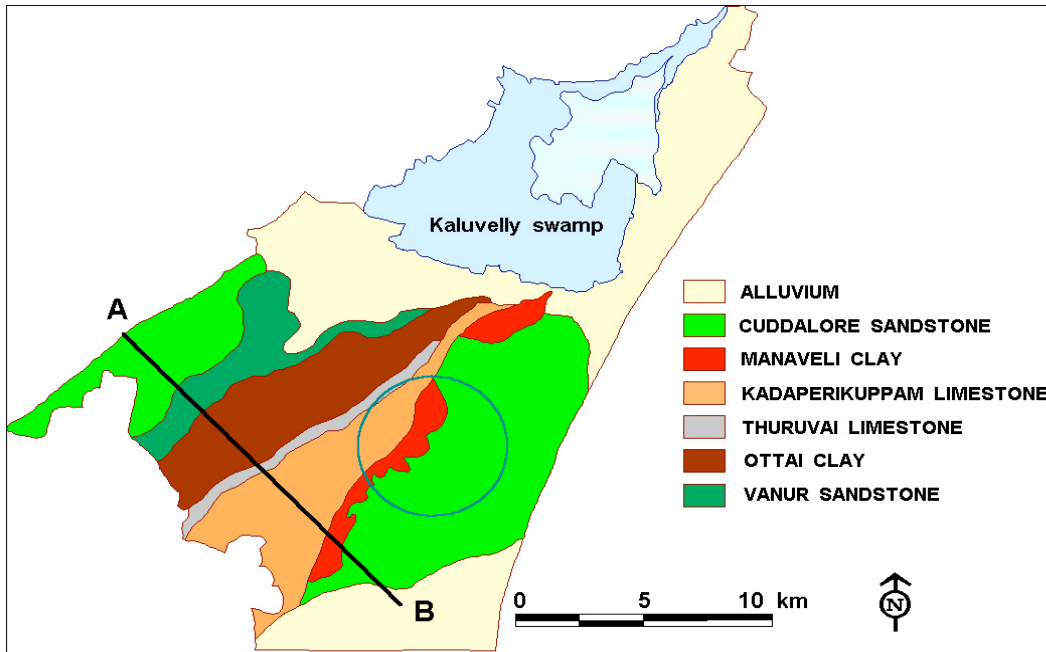 Kaluvelly swamp
A
ALLUVIUM
CUDDALORE SANDSTONE
MANAVELI CLAY
KADAPERIKUPPAM LIMESTONE
THURUVAI LIMESTONE
OTTAI CLAY
VANUR SANDSTONE
B
0 5 10 km
N